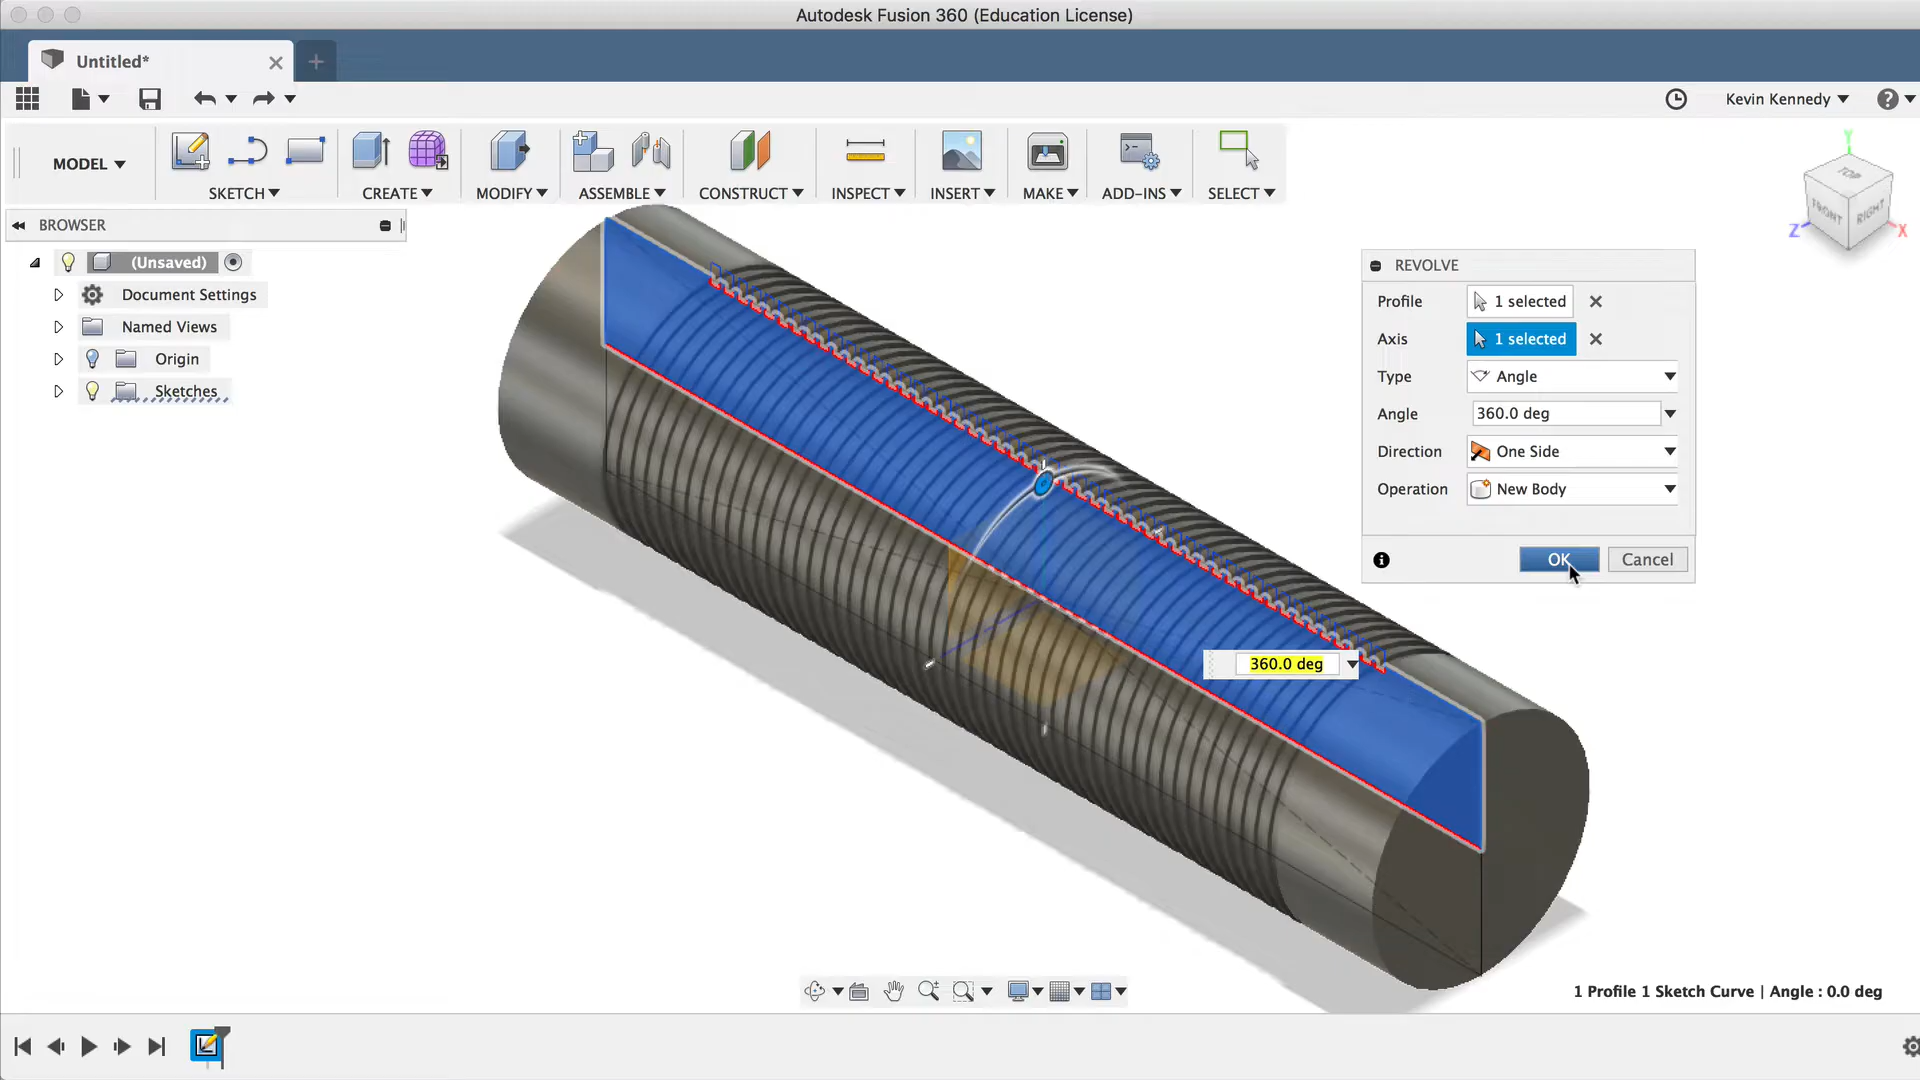 Autodesk Fusion 360 (Education License)
Untitled*
Kevin Kennedy
MODEL
SKETCH
CREATE
MODIFY
ASSEMBLE
CONSTRUCT
INSPECT
INSERT
MAKE
ADD-INS
SELECT
TOP
FRONT
RIGHT
Y
Z
X
BROWSER
(Unsaved)
Document Settings
Named Views
Origin
Sketches
REVOLVE
Profile 1 selected
Axis 1 selected
Type Angle
Angle 360.0 deg
Direction One Side
Operation New Body
OK Cancel
360.0 deg
1 Profile 1 Sketch Curve | Angle : 0.0 deg